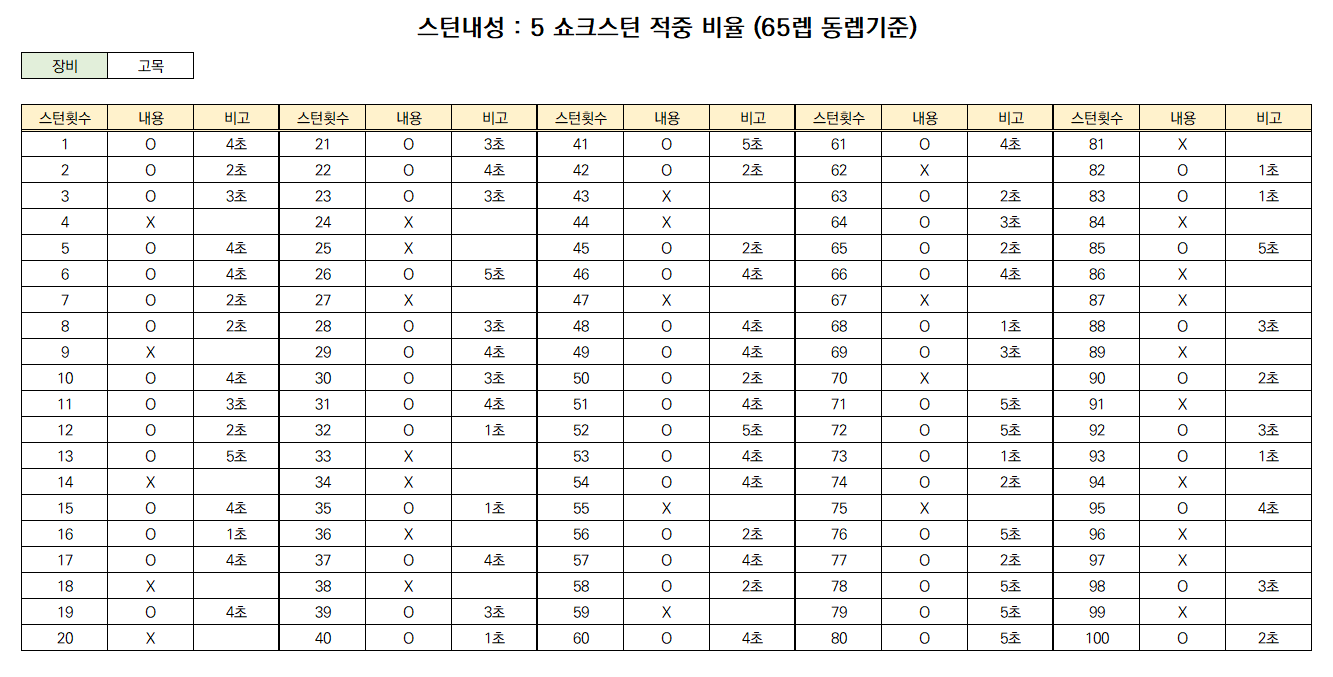 스턴내성 : 5 쇼크스턴 적중 비율 (65렙 동렙기준)
장비 고목
스턴횟수 내용 비고 스턴횟수 내용 비고 스턴횟수 내용 비고 스턴횟수 내용 비고 스턴횟수 내용 비고
1 O 4초 21 O 3초 41 O 5초 61 O 4초 81 X
2 O 2초 22 O 4초 42 O 2초 62 X 82 O 1초
3 O 3초 23 O 3초 43 X 63 O 2초 83 O 1초
4 X 24 X 44 X 64 O 3초 84 X
5 O 4초 25 X 45 O 2초 65 O 2초 85 O 5초
6 O 4초 26 O 5초 46 O 4초 66 O 4초 86 X
7 O 2초 27 X 47 X 67 X 87 X
8 O 2초 28 O 3초 48 O 4초 68 O 1초 88 O 3초
9 X 29 O 4초 49 O 4초 69 O 3초 89 X
10 O 4초 30 O 3초 50 O 2초 70 X 90 O 2초
11 O 3초 31 O 4초 51 O 4초 71 O 5초 91 X
12 O 2초 32 O 1초 52 O 5초 72 O 5초 92 O 3초
13 O 5초 33 X 53 O 4초 73 O 1초 93 O 1초
14 X 34 X 54 O 4초 74 O 2초 94 X
15 O 4초 35 O 1초 55 X 75 X 95 O 4초
16 O 1초 36 X 56 O 2초 76 O 5초 96 X
17 O 4초 37 O 4초 57 O 4초 77 O 2초 97 X
18 X 38 X 58 O 2초 78 O 5초 98 O 3초
19 O 4초 39 O 3초 59 X 79 O 5초 99 X
20 X 40 O 1초 60 O 4초 80 O 5초 100 O 2초